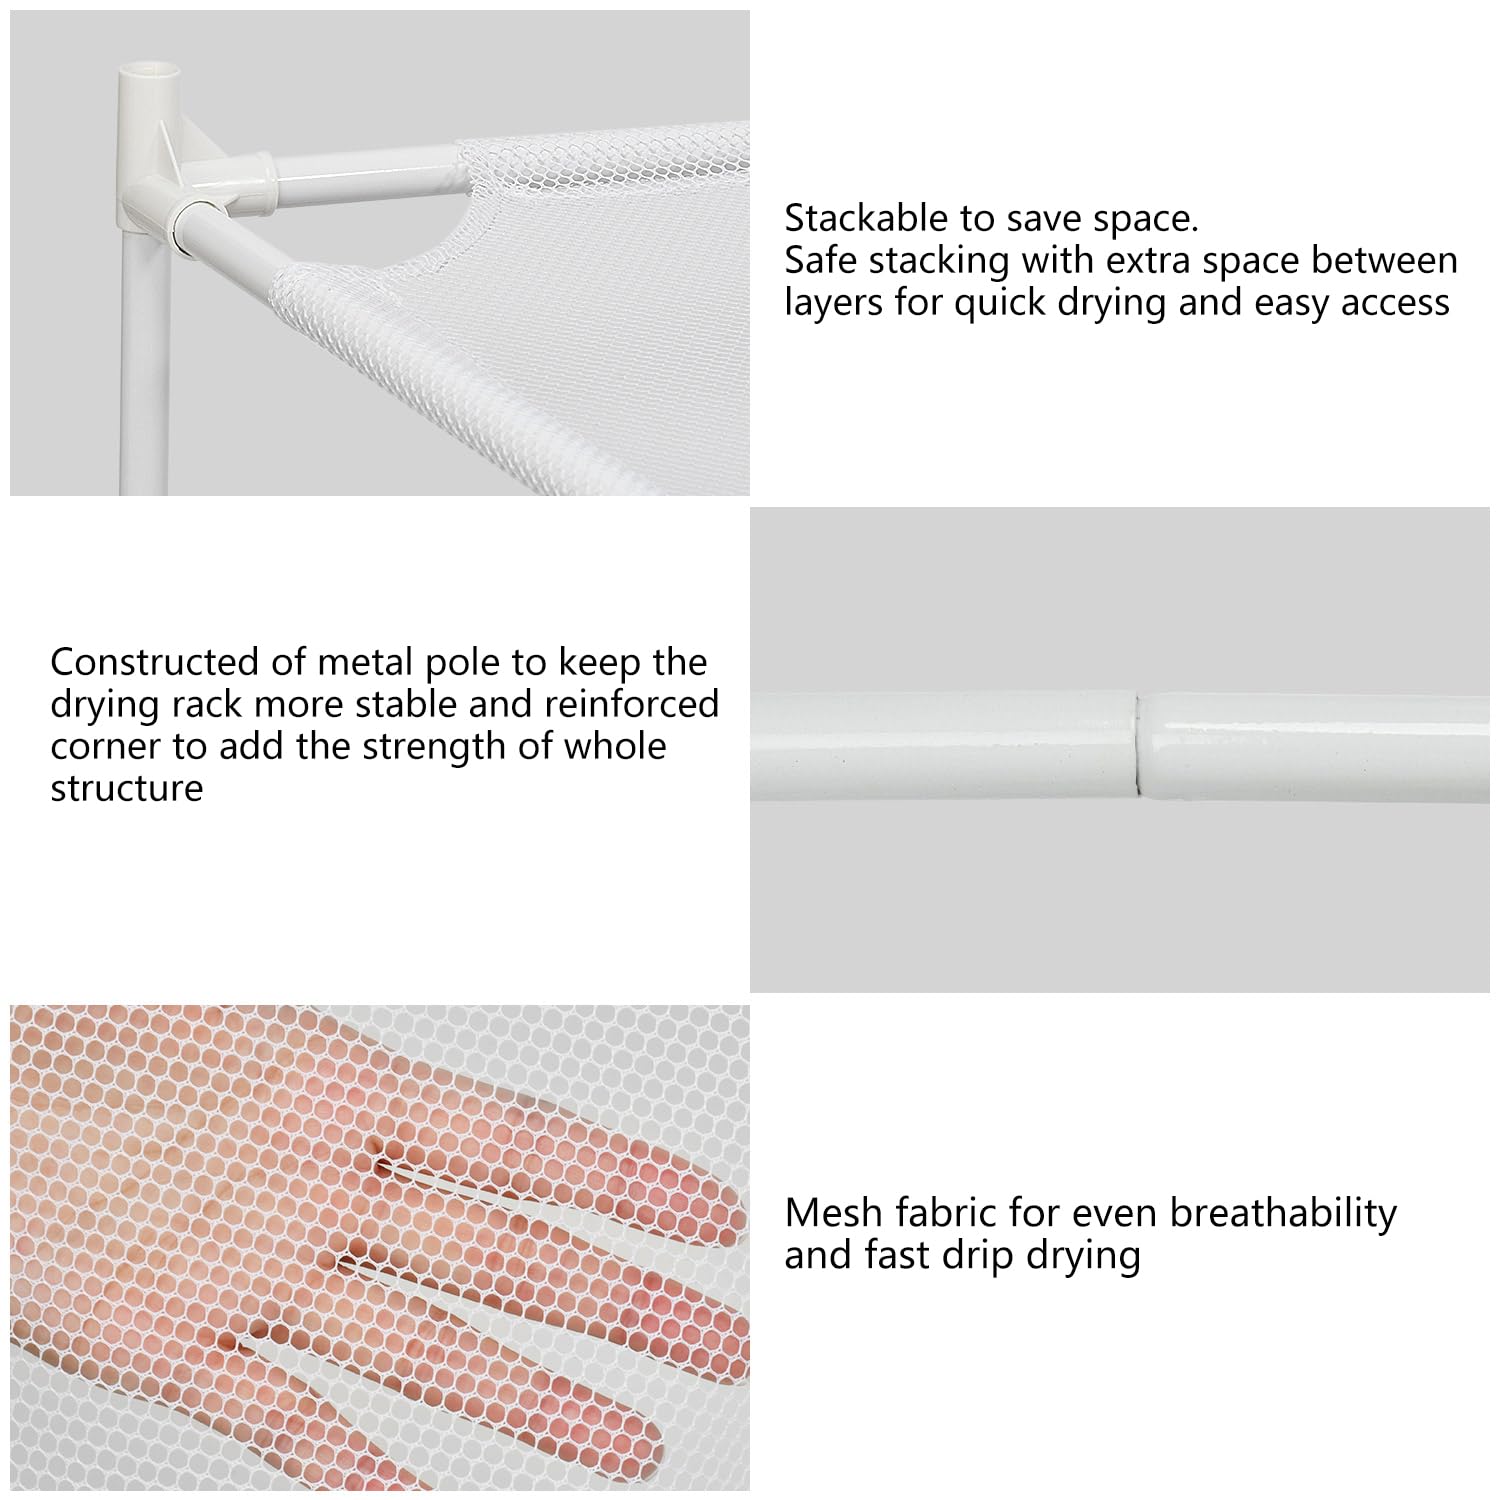 Stackable to save space.
Safe stacking with extra space between
layers for quick drying and easy access
Constructed of metal pole to keep the
drying rack more stable and reinforced
corner to add the strength of whole
structure
Mesh fabric for even breathability
and fast drip drying